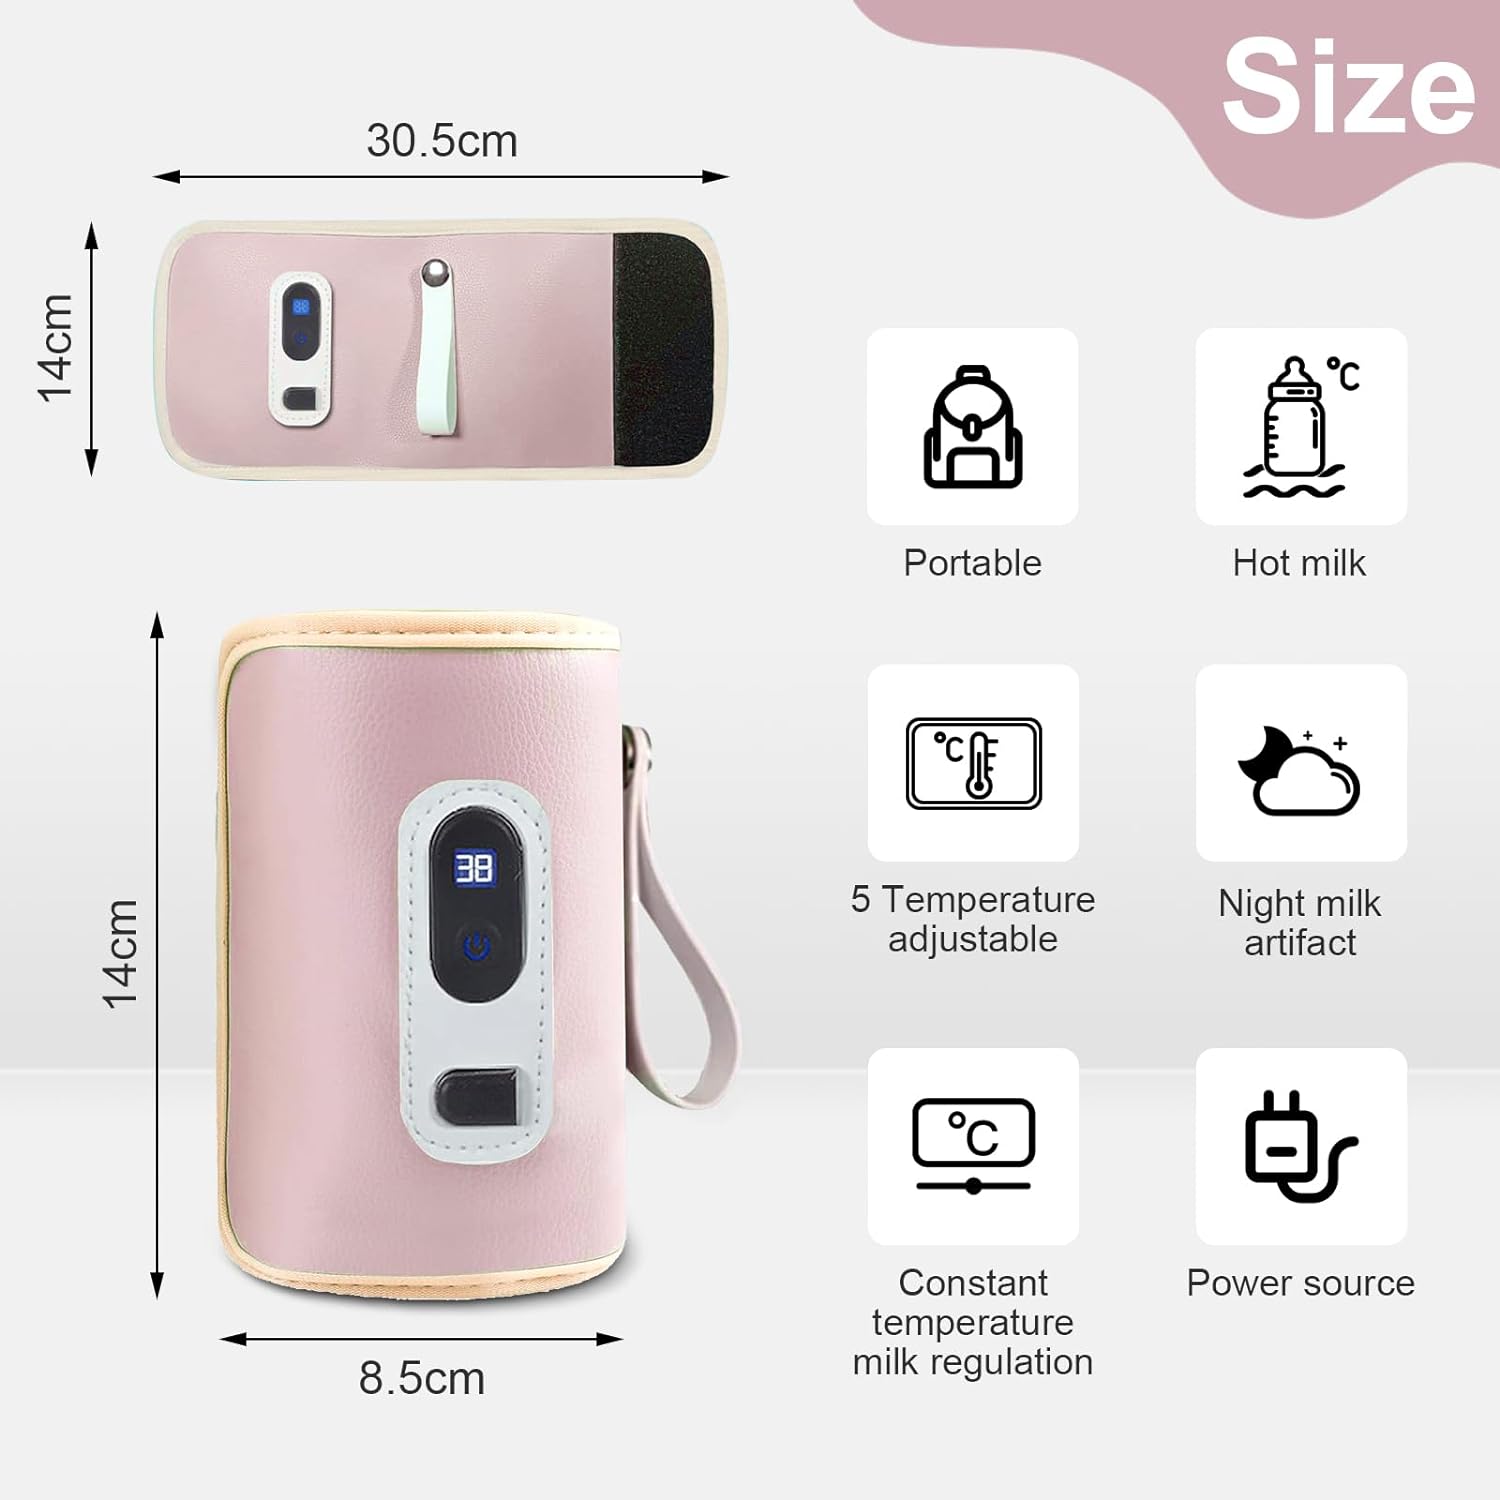 Size
30.5cm
14cm
38
Portable
°C
Hot milk
14cm
38
8.5cm
°C
5 Temperature
adjustable
Night milk
artifact
°C
Constant
temperature
milk regulation
Power source